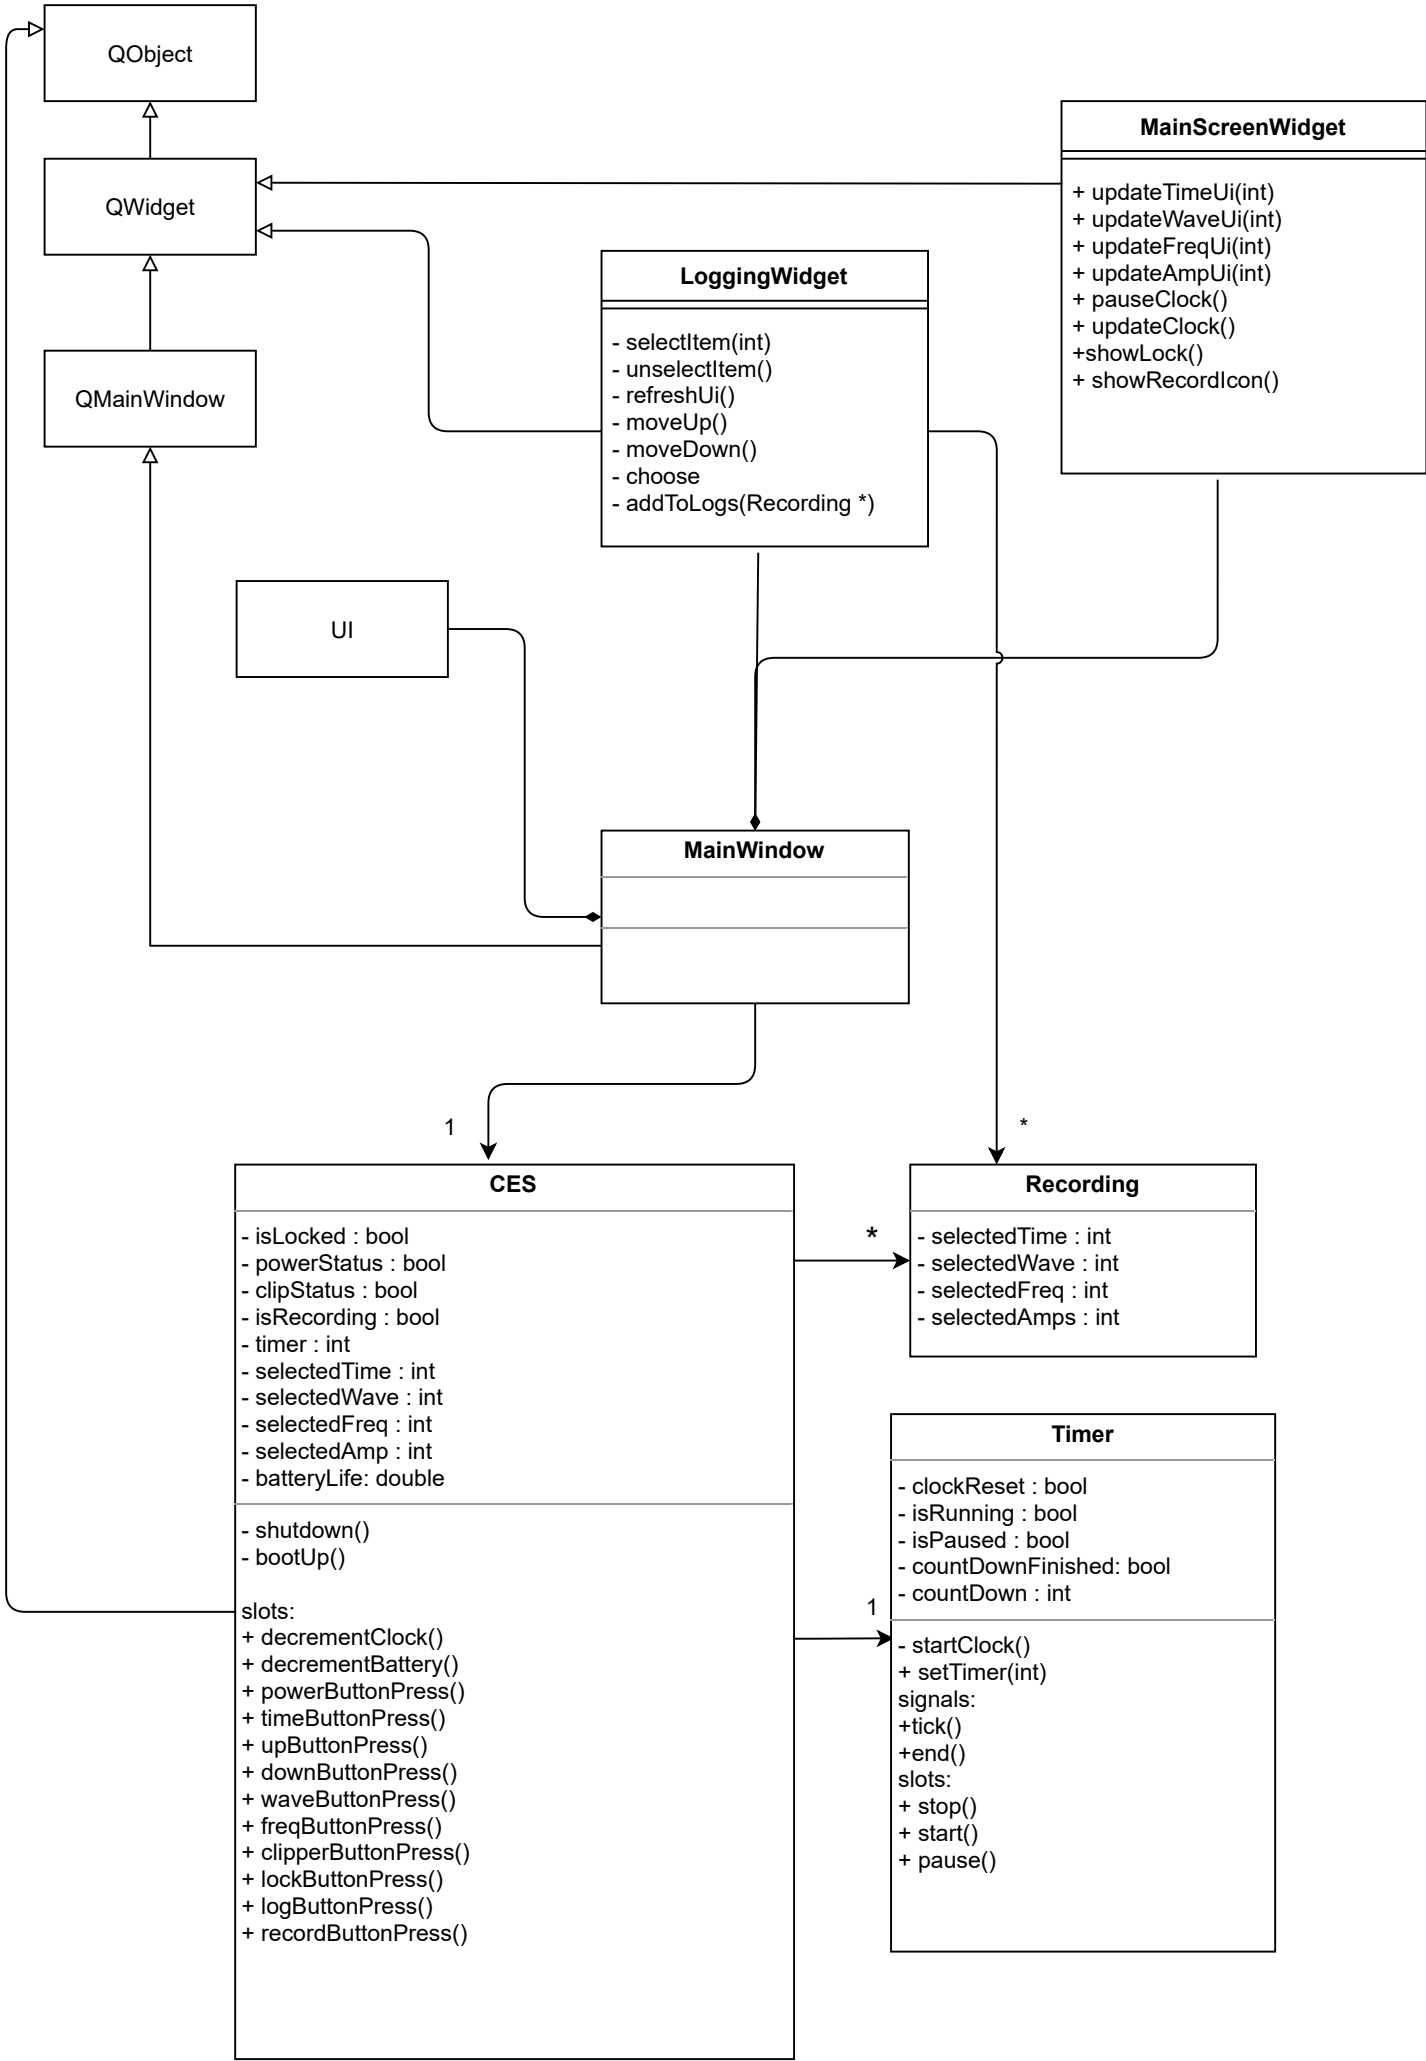 QObject
QWidget
QMainWindow
MainScreenWidget
+ updateTimeUi(int)
+ updateWaveUi(int)
+ updateFreqUi(int)
+ updateAmpUi(int)
+ pauseClock()
+ updateClock()
+showLock()
+ showRecordIcon()
LoggingWidget
- selectItem(int)
- unselectItem()
- refreshUi()
- moveUp()
- moveDown()
- choose
- addToLogs(Recording *)
UI
MainWindow
1
*
CES
- isLocked : bool
- powerStatus : bool
- clipStatus : bool
- isRecording : bool
- timer : int
- selectedTime : int
- selectedWave : int
- selectedFreq : int
- selectedAmp : int
- batteryLife: double
- shutdown()
- bootUp()
slots:
+ decrementClock()
+ decrementBattery()
+ powerButtonPress()
+ timeButtonPress()
+ upButtonPress()
+ downButtonPress()
+ waveButtonPress()
+ freqButtonPress()
+ clipperButtonPress()
+ lockButtonPress()
+ logButtonPress()
+ recordButtonPress()
*
Recording
- selectedTime : int
- selectedWave : int
- selectedFreq : int
- selectedAmps : int
1
Timer
- clockReset : bool
- isRunning : bool
- isPaused : bool
- countDownFinished: bool
- countDown : int
- startClock()
+ setTimer(int)
signals:
+tick()
+end()
slots:
+ stop()
+ start()
+ pause()